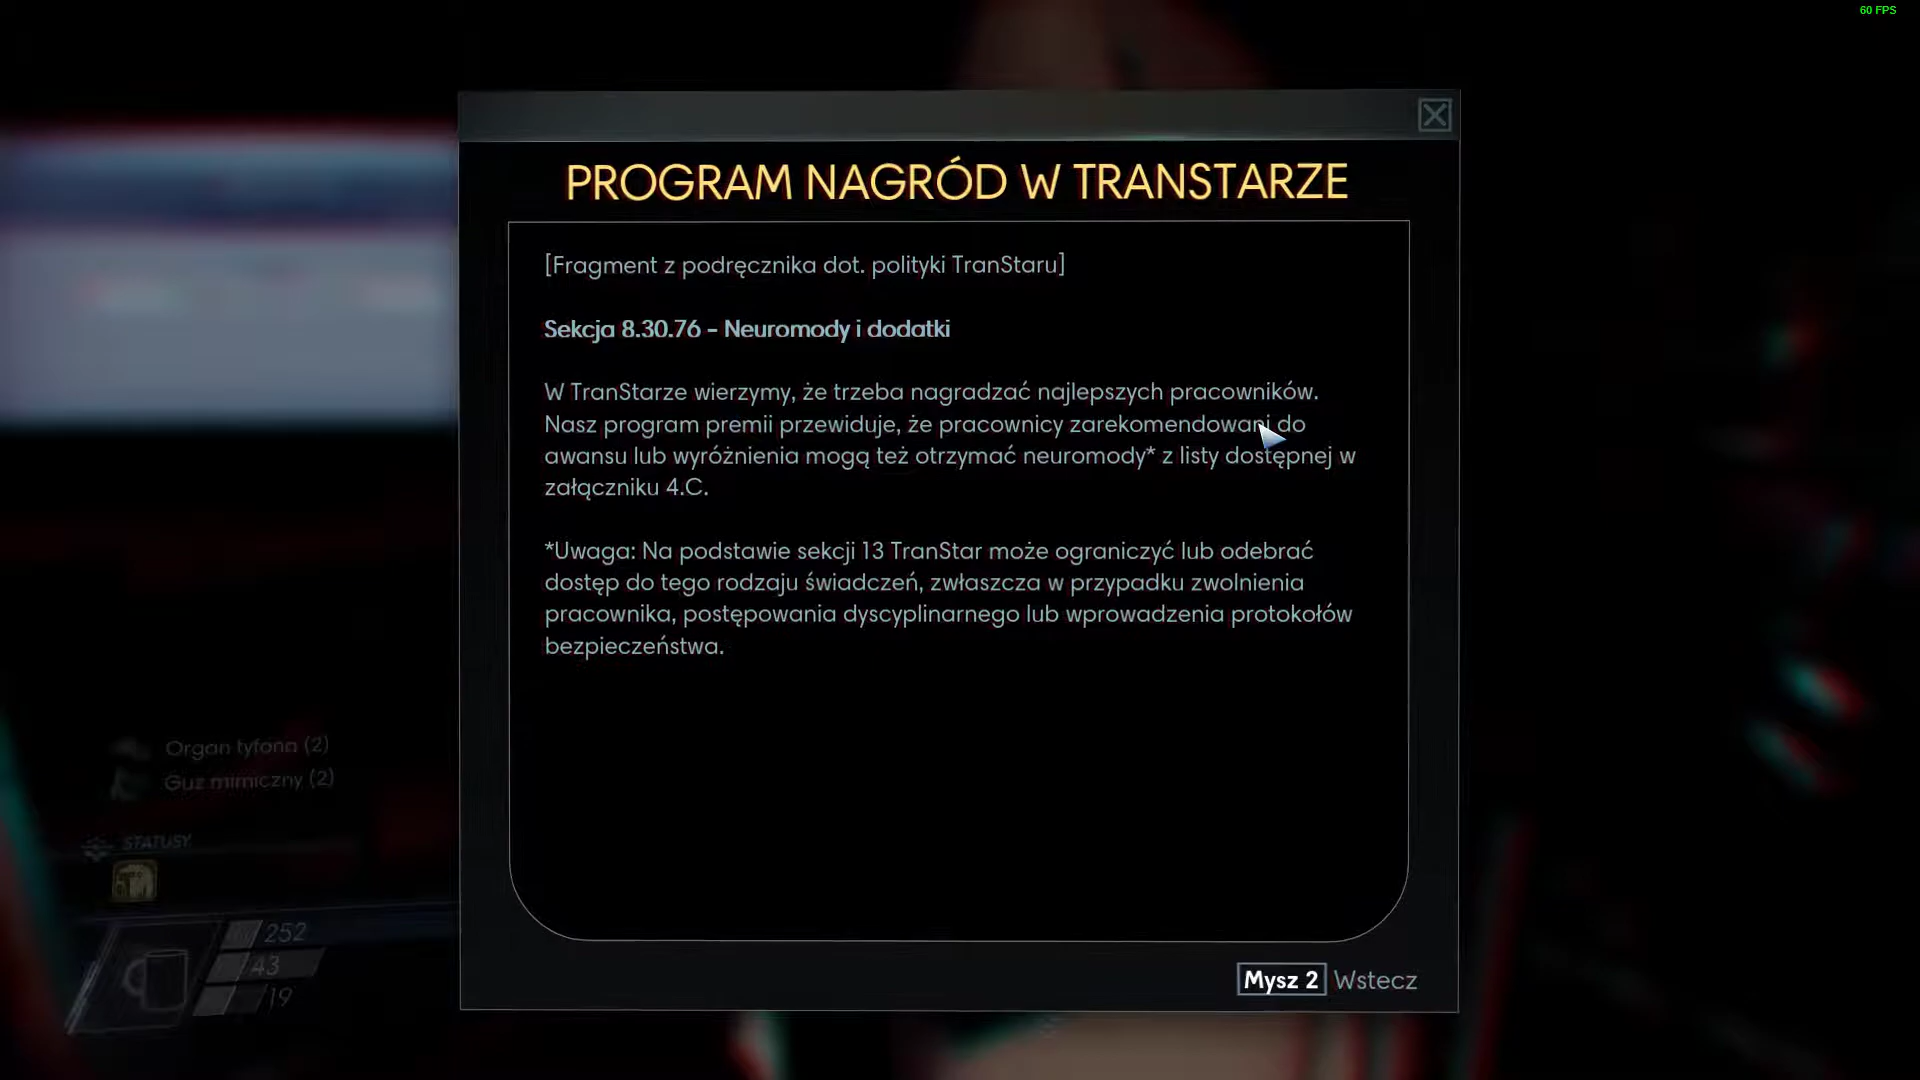 60 FPS
PROGRAM NAGRÓD W TRANSTARZE
[Fragment z podręcznika dot. polityki TranStaru]
Sekcja 8.30.76 - Neuromody i dodatki
W TranStarze wierzymy, że trzeba nagradzać najlepszych pracowników.
Nasz program premii przewiduje, że pracownicy zarekomendowani do
awansu lub wyróżnienia mogą też otrzymać neuromody* z listy dostępnej w
załączniku 4.C.
*Uwaga: Na podstawie sekcji 13 TranStar może ograniczyć lub odebrać
dostęp do tego rodzaju świadczeń, zwłaszcza w przypadku zwolnienia
pracownika, postępowania dyscyplinarnego lub wprowadzenia protokołów
bezpieczeństwa.
Organ tyfona (2)
Guz mimiczny (2)
STATUSY
252
43
19
Mysz 2 Wstecz